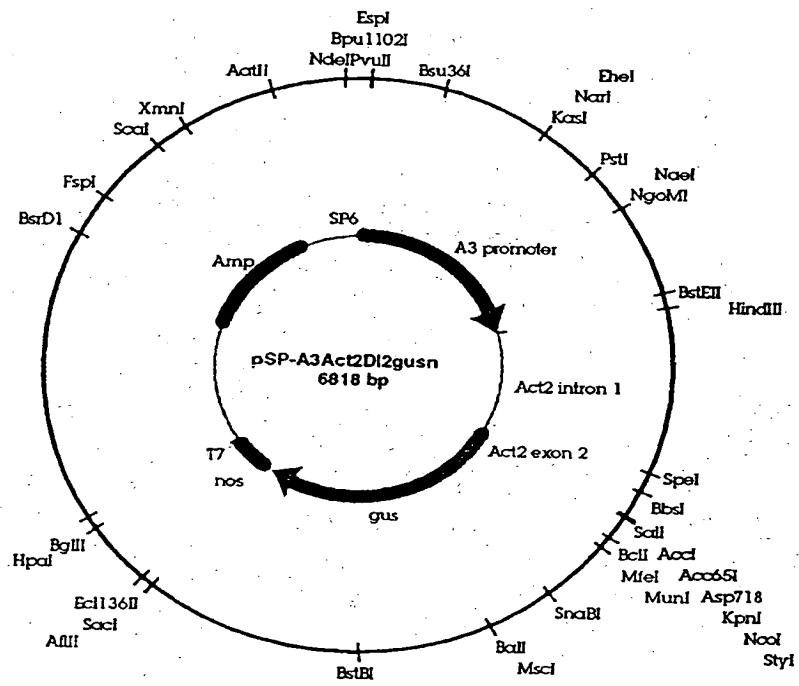 EspI
Bpu1102I
NdeI PvuII
Bsu36I
EheI
NarI
KasI
PstI
NaeI
NgoMI
BstEII
HindIII
SpeI
BbsI
SalI
BclI AccI
MfeI Acc65I
MunI Asp718
KpnI
NcoI
StyI
SnaBI
BalI
MscI
BstBI
Ecl136II
SacI
AflII
BglII
HpaI
BsrD1
FspI
ScaI
XmnI
AatII
SP6
A3 promoter
Amp
pSP-A3Act2DI2gusn
6818 bp
Act2 intron 1
Act2 exon 2
T7
nos
gus